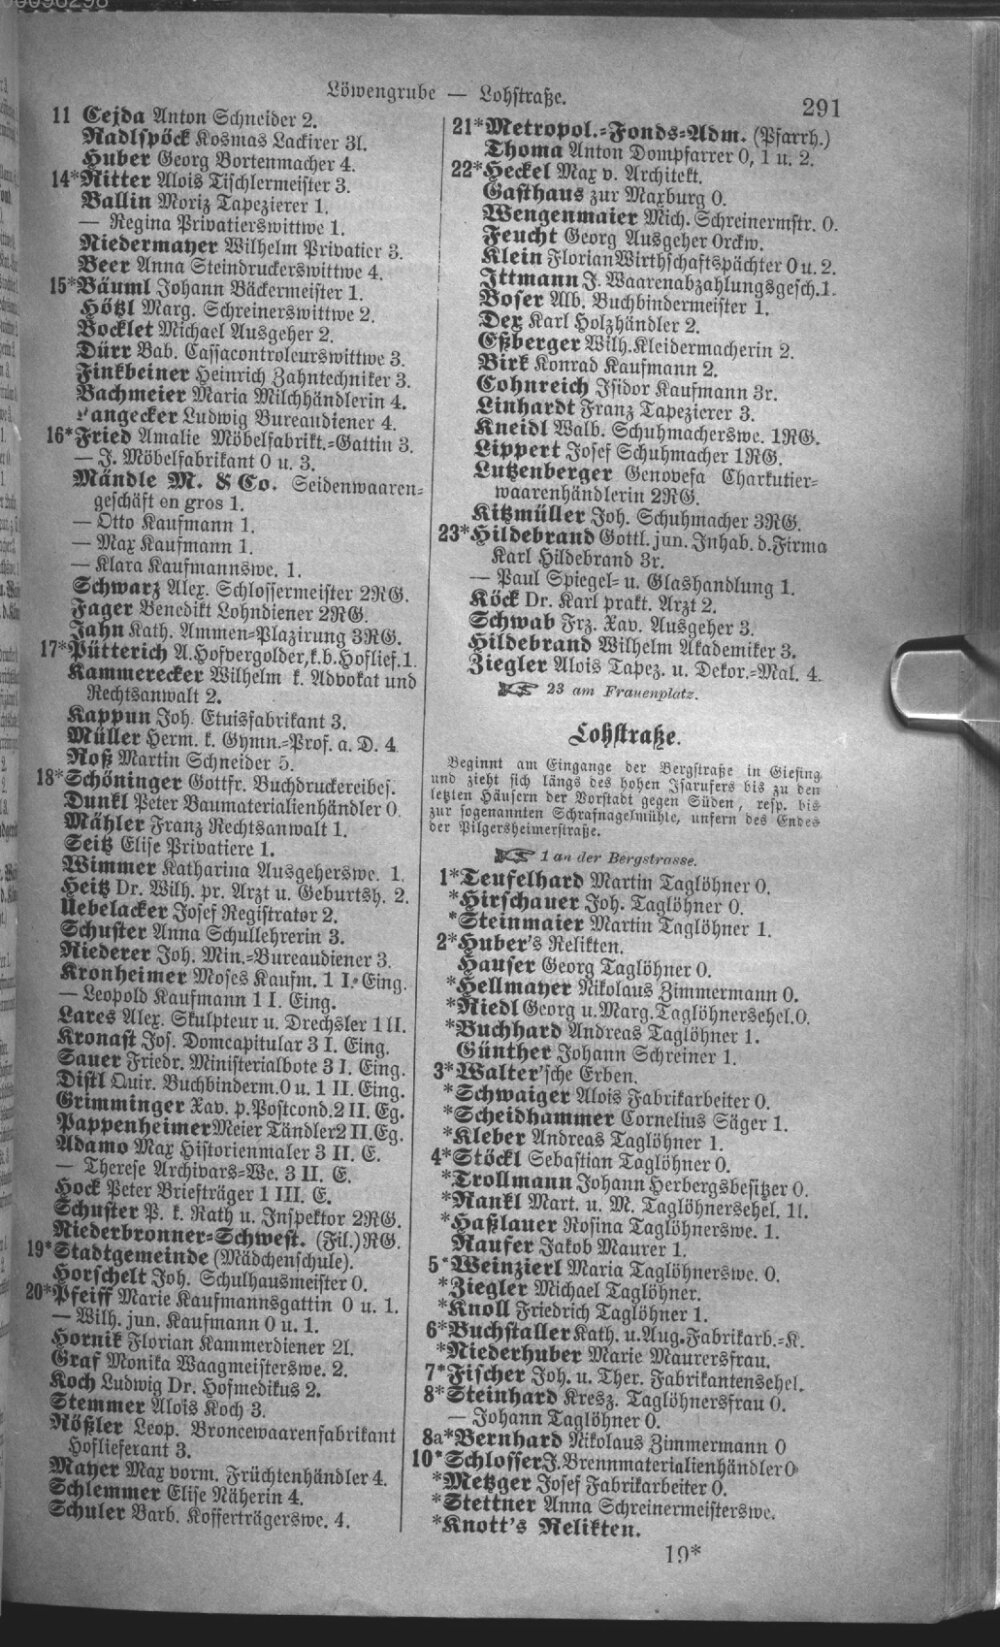 Löwengrube — Lohstraße.
291
11 Cejda Anton Schneider 2.
Radlspöck Kosmas Lackirer 3l.
Huber Georg Bortenmacher 4.
14*Ritter Alois Tischlermeister 3.
Ballin Moriz Tapezierer 1.
— Regina Privatierswittwe 1.
Niedermayer Wilhelm Privatier 3.
Beer Anna Steindruckerswittwe 4.
15*Bäuml Johann Bäckermeister 1.
Hötzl Marg. Schreinerswittwe 2.
Bocklet Michael Ausgeher 2.
Dürr Bab. Cassacontroleurswittwe 3.
Finkbeiner Heinrich Zahntechniker 3.
Bachmeier Maria Milchhändlerin 4.
Langecker Ludwig Bureaudiener 4.
16*Fried Amalie Möbelfabrikt.=Gattin 3.
— J. Möbelfabrikant 0 u. 3.
Mändle M. & Co. Seidenwaaren=
geschäft en gros 1.
— Otto Kaufmann 1.
— Max Kaufmann 1.
— Klara Kaufmannswe. 1.
Schwarz Alex. Schlossermeister 2RG.
Jager Benedikt Lohndiener 2RG.
Jahn Kath. Ammen=Plazirung 3RG.
17*Pütterich A. Hofvergolder, k. b. Hoflief. 1.
Kammerecker Wilhelm k. Advokat und
Rechtsanwalt 2.
Kappun Joh. Etuisfabrikant 3.
Müller Herm. k. Gymn.=Prof. a. D. 4
Roß Martin Schneider 5.
18*Schöninger Gottfr. Buchdruckereibes.
Dunkl Peter Baumaterialienhändler 0.
Mähler Franz Rechtsanwalt 1.
Seitz Elise Privatiere 1.
Wimmer Katharina Ausgeherswe. 1.
Heitz Dr. Wilh. pr. Arzt u. Geburtsh. 2.
Uebelacker Josef Registrator 2.
Schuster Anna Schullehrerin 3.
Niederer Joh. Min.=Bureaudiener 3.
Kronheimer Moses Kaufm. 1 I. Eing.
— Leopold Kaufmann 1 I. Eing.
Lares Alex. Skulpteur u. Drechsler 1 II.
Kronast Jos. Domcapitular 3 I. Eing.
Sauer Friedr. Ministerialbote 3 I. Eing.
Distl Quir. Buchbinderm. 0 u. 1 II. Eing.
Grimminger Xav. p. Postcond. 2 II. Eg.
Pappenheimer Meier Tändler 2 II. Eg.
Adamo Max Historienmaler 3 II. E.
— Therese Archivars=We. 3 II. E.
Hock Peter Briefträger 1 III. E.
Schuster P. k. Rath u. Inspektor 2RG.
Niederbronner=Schwest. (Fil.) RG.
19*Stadtgemeinde (Mädchenschule).
Horschelt Joh. Schulhausmeister 0.
20*Pfeiff Marie Kaufmannsgattin 0 u. 1.
— Wilh. jun. Kaufmann 0 u. 1.
Hornik Florian Kammerdiener 2l.
Graf Monika Waagmeisterswe. 2.
Koch Ludwig Dr. Hofmedikus 2.
Stemmer Alois Koch 3.
Rößler Leop. Broncewaarenfabrikant
Hoflieferant 3.
Mayer Max vorm. Früchtenhändler 4.
Schlemmer Elise Näherin 4.
Schuler Barb. Kofferträgerswe. 4.
21*Metropol.=Fonds=Adm. (Pfarrh.)
Thoma Anton Dompfarrer 0, 1 u. 2.
22*Heckel Max v. Architekt.
Gasthaus zur Maxburg 0.
Wengenmaier Mich. Schreinermstr. 0.
Feucht Georg Ausgeher 0rckw.
Klein Florian Wirthschaftspächter 0 u. 2.
Ittmann J. Waarenabzahlungsgesch. 1.
Boser Alb. Buchbindermeister 1.
Dex Karl Holzhändler 2.
Eßberger Wilh. Kleidermacherin 2.
Birk Konrad Kaufmann 2.
Cohnreich Isidor Kaufmann 3r.
Linhardt Franz Tapezierer 3.
Kneidl Walb. Schuhmacherswe. 1RG.
Lippert Josef Schuhmacher 1RG.
Lutzenberger Genovefa Charkutier=
waarenhändlerin 2RG.
Kitzmüller Joh. Schuhmacher 3RG.
23*Hildebrand Gottl. jun. Inhab. d. Firma
Karl Hildebrand 3r.
— Paul Spiegel= u. Glashandlung 1.
Köck Dr. Karl prakt. Arzt 2.
Schwab Frz. Xav. Ausgeher 3.
Hildebrand Wilhelm Akademiker 3.
Ziegler Alois Tapez. u. Dekor.=Mal. 4.
☞ 23 am Frauenplatz.
Lohstraße.
Beginnt am Eingange der Bergstraße in Giesing
und zieht sich längs des hohen Isarufers bis zu den
letzten Häusern der Vorstadt gegen Süden, resp. bis
zur sogenannten Schrafnagelmühle, unfern des Endes
der Pilgersheimerstraße.
☞ 1 an der Bergstrasse.
1*Teufelhard Martin Taglöhner 0.
*Hirschauer Joh. Taglöhner 0.
*Steinmaier Martin Taglöhner 1.
2*Huber's Relikten.
Hauser Georg Taglöhner 0.
*Hellmayer Nikolaus Zimmermann 0.
*Riedl Georg u. Marg. Taglöhnersehel. 0.
*Buchhard Andreas Taglöhner 1.
Günther Johann Schreiner 1.
3*Walter'sche Erben.
*Schwaiger Alois Fabrikarbeiter 0.
*Scheidhammer Cornelius Säger 1.
*Kleber Andreas Taglöhner 1.
4*Stöckl Sebastian Taglöhner 0.
*Trollmann Johann Herbergsbesitzer 0.
*Rankl Mart. u. M. Taglöhnersehel. 1l.
*Haßlauer Rosina Taglöhnerswe. 1.
Raufer Jakob Maurer 1.
5*Weinzierl Maria Taglöhnerswe. 0.
*Ziegler Michael Taglöhner.
*Knoll Friedrich Taglöhner 1.
6*Buchstaller Kath. u. Aug. Fabrikarb.=K.
*Niederhuber Marie Maurersfrau.
7*Fischer Joh. u. Ther. Fabrikantensehel.
8*Steinhard Kresz. Taglöhnersfrau 0.
— Johann Taglöhner 0.
8a*Bernhard Nikolaus Zimmermann 0
10*Schlosser J. Brennmaterialienhändler 0
*Metzger Josef Fabrikarbeiter 0.
*Stettner Anna Schreinermeisterswe.
*Knott's Relikten.
19*